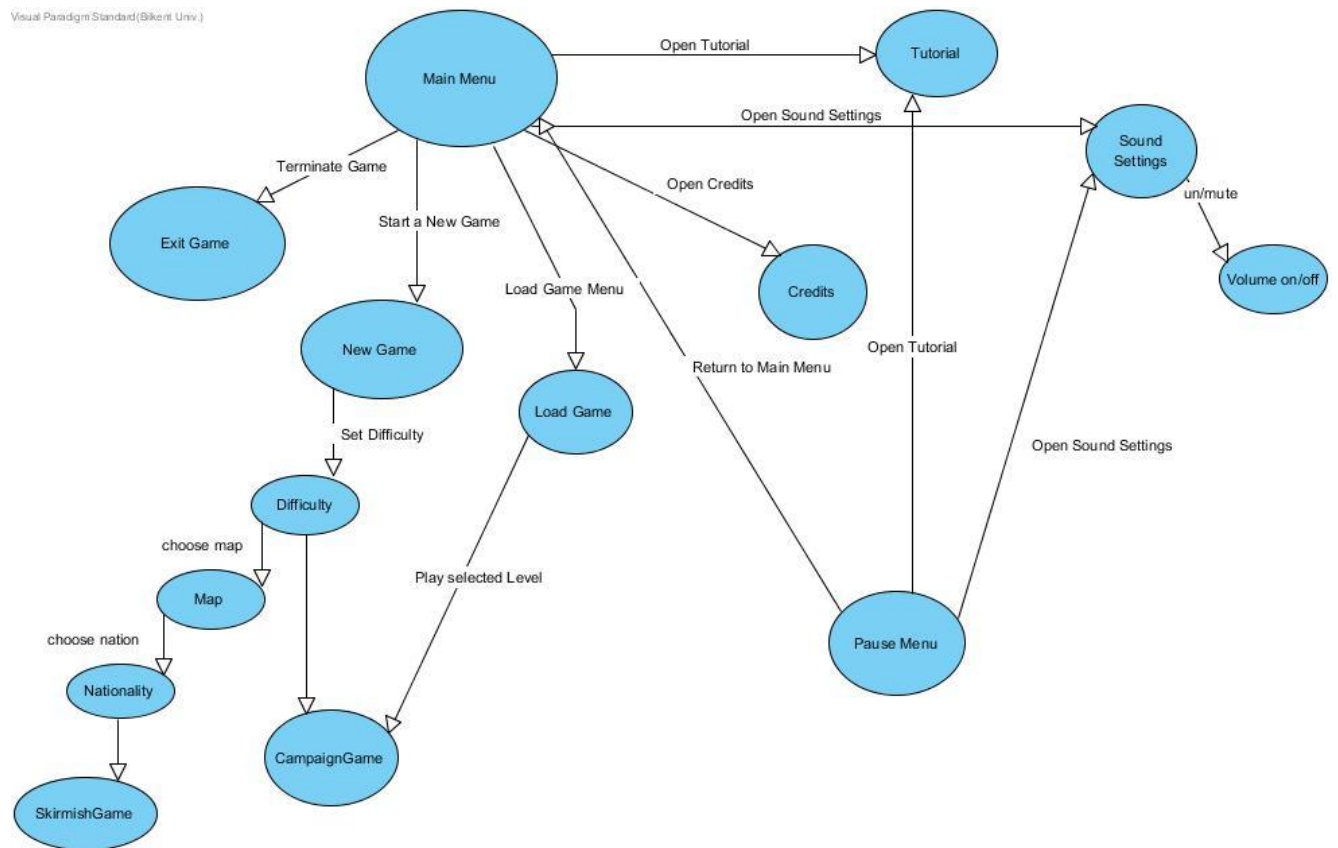 Visual Paradigm Standard(Bilkent Univ.)
Main Menu
Open Tutorial
Tutorial
Open Sound Settings
Sound
Settings
Terminate Game
Open Credits
un/mute
Start a New Game
Exit Game
Load Game Menu
Credits
Volume on/off
New Game
Open Tutorial
Return to Main Menu
Load Game
Set Difficulty
Open Sound Settings
Difficulty
choose map
Play selected Level
Map
choose nation
Pause Menu
Nationality
CampaignGame
SkirmishGame